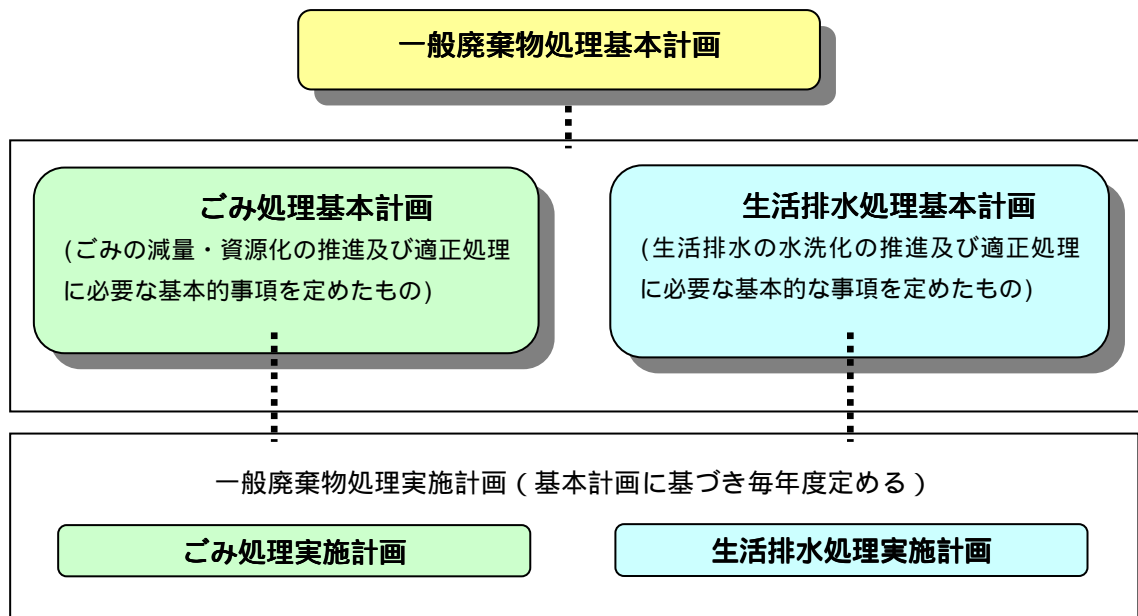 一般廃棄物処理基本計画
ごみ処理基本計画
(ごみの減量・資源化の推進及び適正処理
に必要な基本的事項を定めたもの)
生活排水処理基本計画
(生活排水の水洗化の推進及び適正処理
に必要な基本的な事項を定めたもの)
一般廃棄物処理実施計画（基本計画に基づき毎年度定める）
ごみ処理実施計画
生活排水処理実施計画